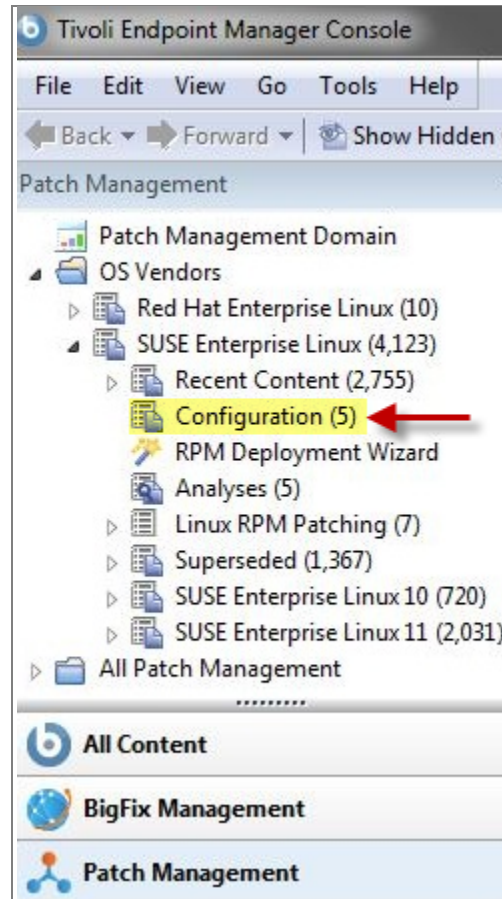 Tivoli Endpoint Manager Console
File Edit View Go Tools Help
Back Forward Show Hidden
Patch Management
Patch Management Domain
OS Vendors
Red Hat Enterprise Linux (10)
SUSE Enterprise Linux (4,123)
Recent Content (2,755)
Configuration (5)
RPM Deployment Wizard
Analyses (5)
Linux RPM Patching (7)
Superseded (1,367)
SUSE Enterprise Linux 10 (720)
SUSE Enterprise Linux 11 (2,031)
All Patch Management
All Content
BigFix Management
Patch Management